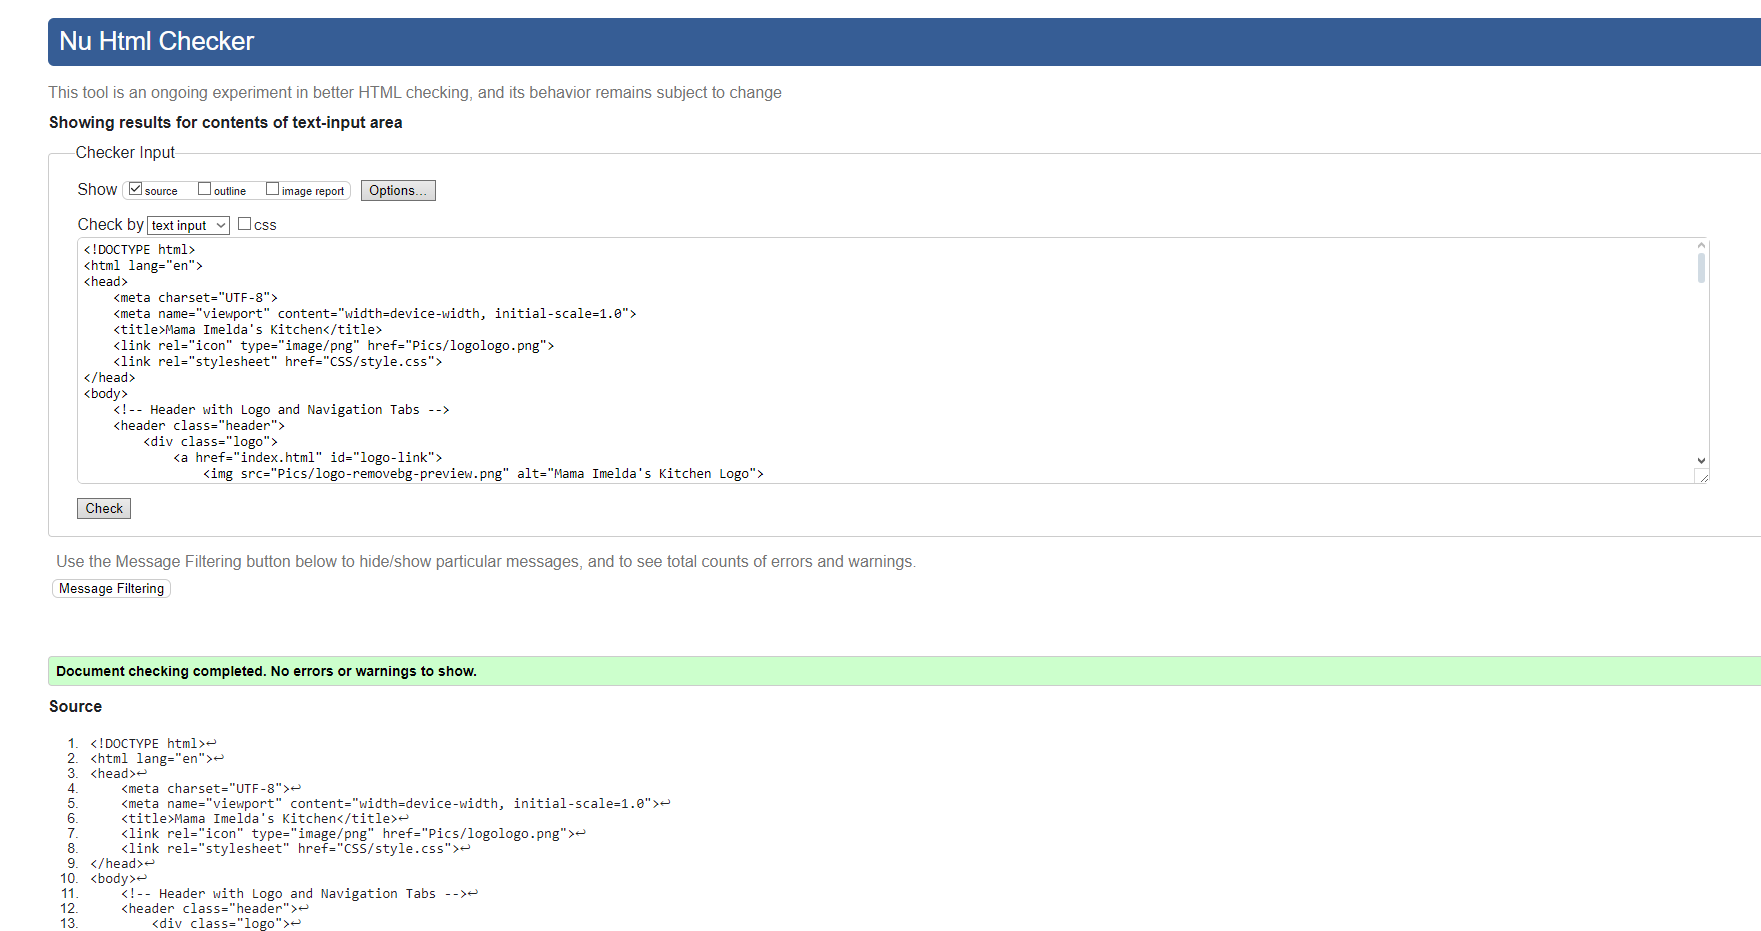 Nu Html Checker
This tool is an ongoing experiment in better HTML checking, and its behavior remains subject to change
Showing results for contents of text-input area
Checker Input
Show source outline image report Options...
Check by text input css
<!DOCTYPE html>
<html lang="en">
<head>
    <meta charset="UTF-8">
    <meta name="viewport" content="width=device-width, initial-scale=1.0">
    <title>Mama Imelda's Kitchen</title>
    <link rel="icon" type="image/png" href="Pics/logologo.png">
    <link rel="stylesheet" href="CSS/style.css">
</head>
<body>
    <!-- Header with Logo and Navigation Tabs -->
    <header class="header">
        <div class="logo">
            <a href="index.html" id="logo-link">
                <img src="Pics/logo-removebg-preview.png" alt="Mama Imelda's Kitchen Logo">
Check
Use the Message Filtering button below to hide/show particular messages, and to see total counts of errors and warnings.
Message Filtering
Document checking completed. No errors or warnings to show.
Source
1. <!DOCTYPE html>↩
2. <html lang="en">↩
3. <head>↩
4.     <meta charset="UTF-8">↩
5.     <meta name="viewport" content="width=device-width, initial-scale=1.0">↩
6.     <title>Mama Imelda's Kitchen</title>↩
7.     <link rel="icon" type="image/png" href="Pics/logologo.png">↩
8.     <link rel="stylesheet" href="CSS/style.css">↩
9. </head>↩
10. <body>↩
11.     <!-- Header with Logo and Navigation Tabs -->↩
12.     <header class="header">↩
13.         <div class="logo">↩